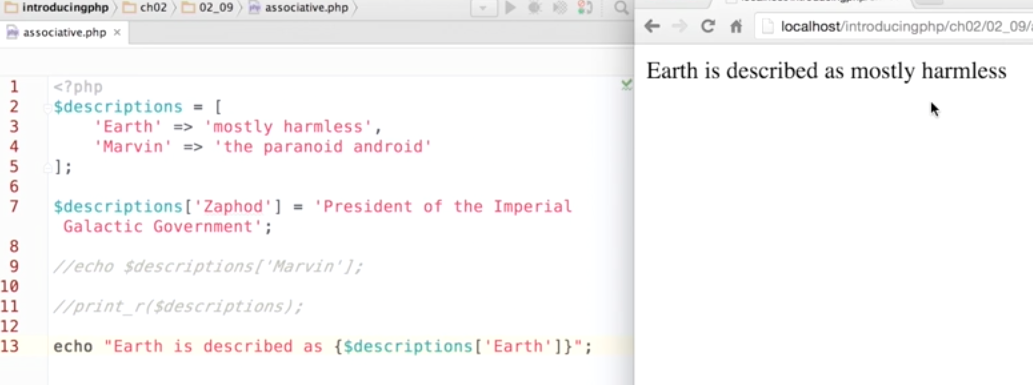 introducingphp ch02 02_09 associative.php
associative.php ×
localhost/introducingphp/ch02/02_09/
Earth is described as mostly harmless
1 <?php
2 $descriptions = [
3 'Earth' => 'mostly harmless',
4 'Marvin' => 'the paranoid android'
5 ];
6
7 $descriptions['Zaphod'] = 'President of the Imperial
Galactic Government';
8
9 //echo $descriptions['Marvin'];
10
11 //print_r($descriptions);
12
13 echo "Earth is described as {$descriptions['Earth']}";